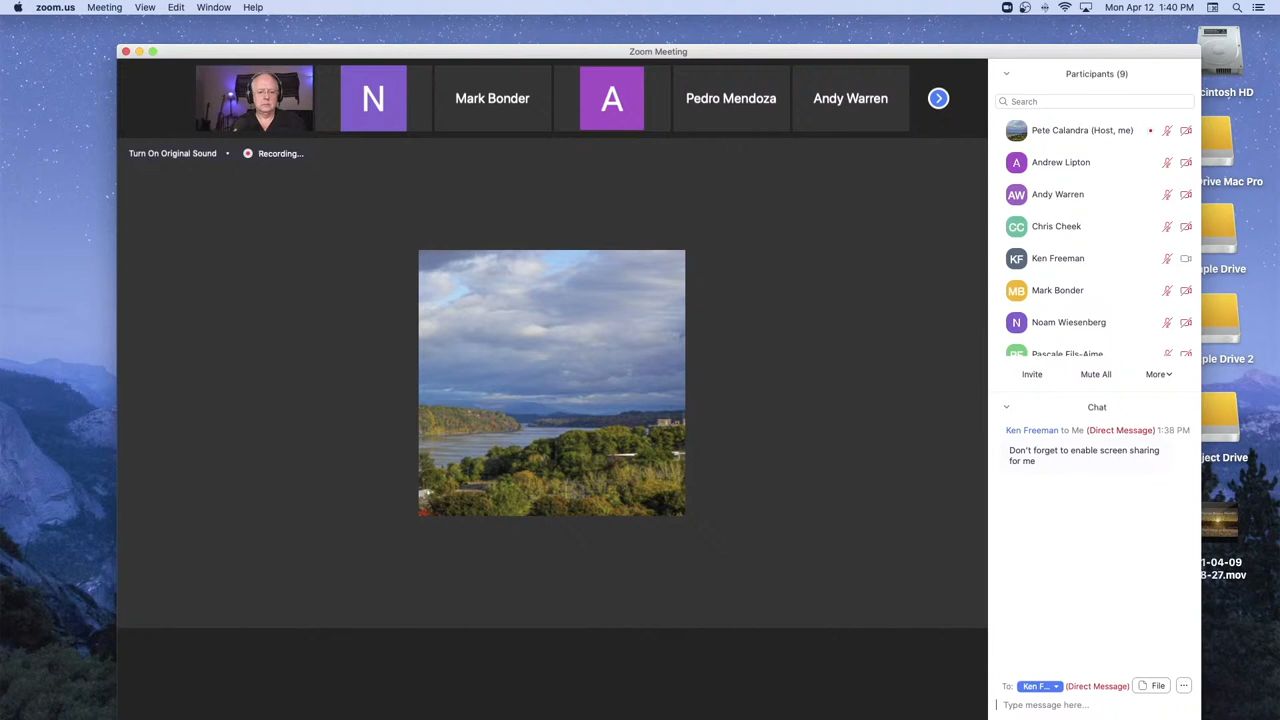 zoom.us Meeting View Edit Window Help Mon Apr 12 1:40 PM
Zoom Meeting
N Mark Bonder A Pedro Mendoza Andy Warren
Turn On Original Sound • Recording...
Participants (9)
Search
Pete Calandra (Host, me)
A Andrew Lipton
AW Andy Warren
CC Chris Cheek
KF Ken Freeman
MB Mark Bonder
N Noam Wiesenberg
Pascale Fils-Aime
Invite Mute All More
Chat
Ken Freeman to Me (Direct Message) 1:38 PM
Don't forget to enable screen sharing
for me
To: Ken F... (Direct Message) File ...
Type message here...
cintosh HD
Drive Mac Pro
ple Drive
ple Drive 2
ject Drive
1-04-09
8-27.mov